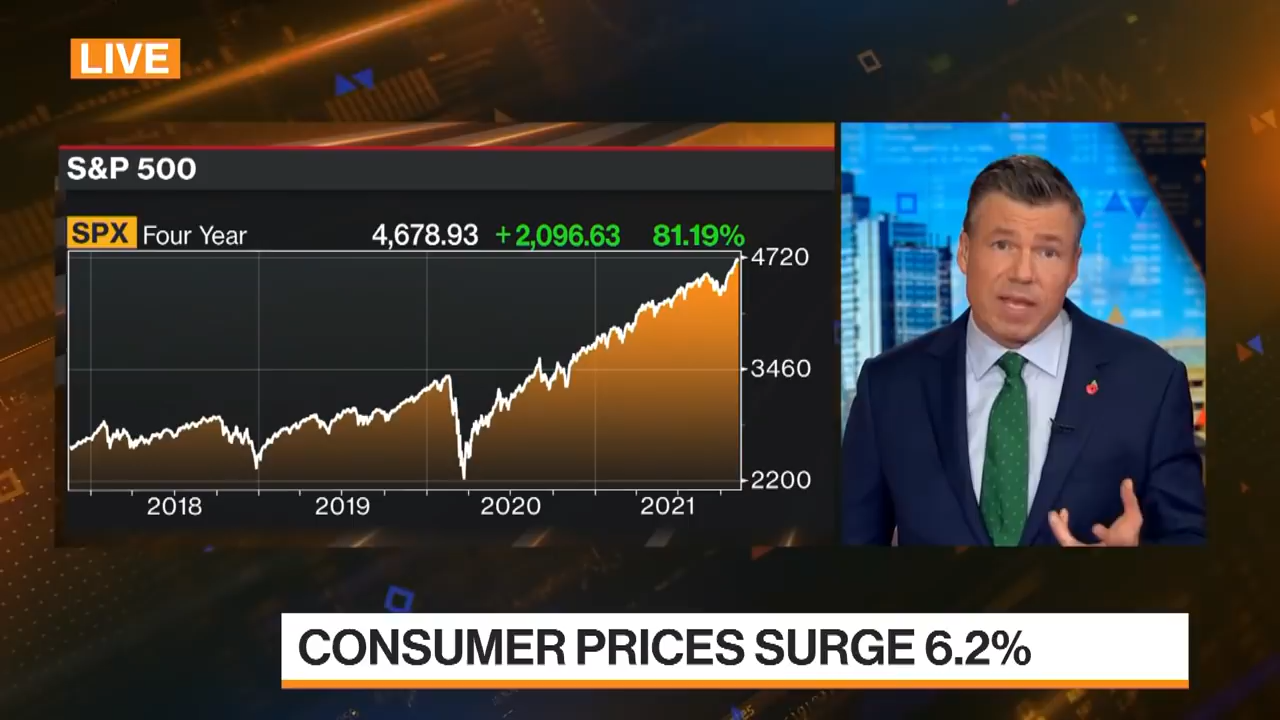 LIVE
S&P 500
SPX Four Year 4,678.93 +2,096.63 81.19%
4720
3460
2200
2018 2019 2020 2021
CONSUMER PRICES SURGE 6.2%